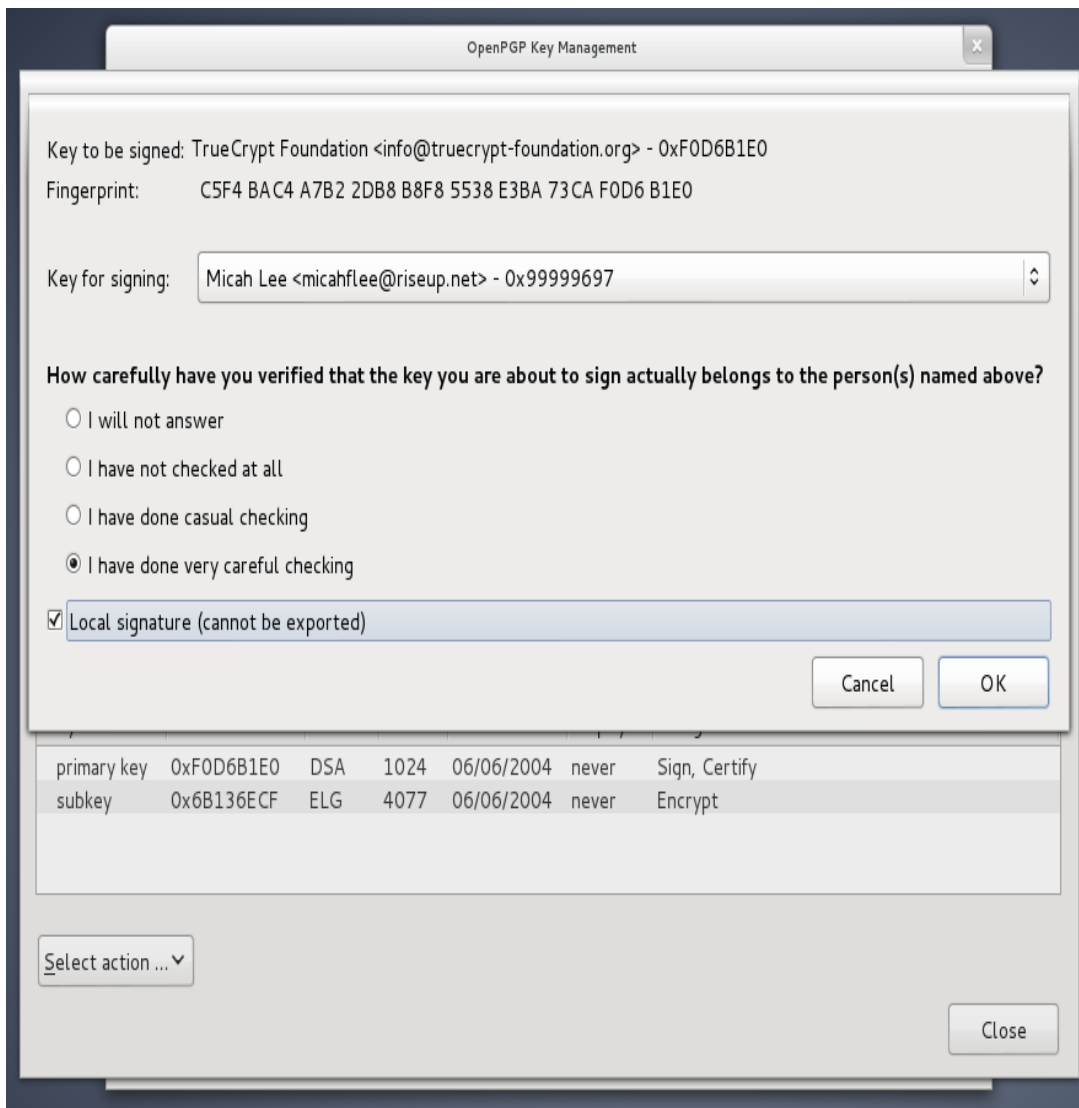 OpenPGP Key Management
x
Key to be signed: TrueCrypt Foundation <info@truecrypt-foundation.org> - 0xF0D6B1E0
Fingerprint: C5F4 BAC4 A7B2 2DB8 B8F8 5538 E3BA 73CA F0D6 B1E0
Key for signing: Micah Lee <micahflee@riseup.net> - 0x99999697
How carefully have you verified that the key you are about to sign actually belongs to the person(s) named above?
I will not answer
I have not checked at all
I have done casual checking
I have done very careful checking
Local signature (cannot be exported)
Cancel OK
primary key 0xF0D6B1E0 DSA 1024 06/06/2004 never Sign, Certify
subkey 0x6B136ECF ELG 4077 06/06/2004 never Encrypt
Select action ...
Close